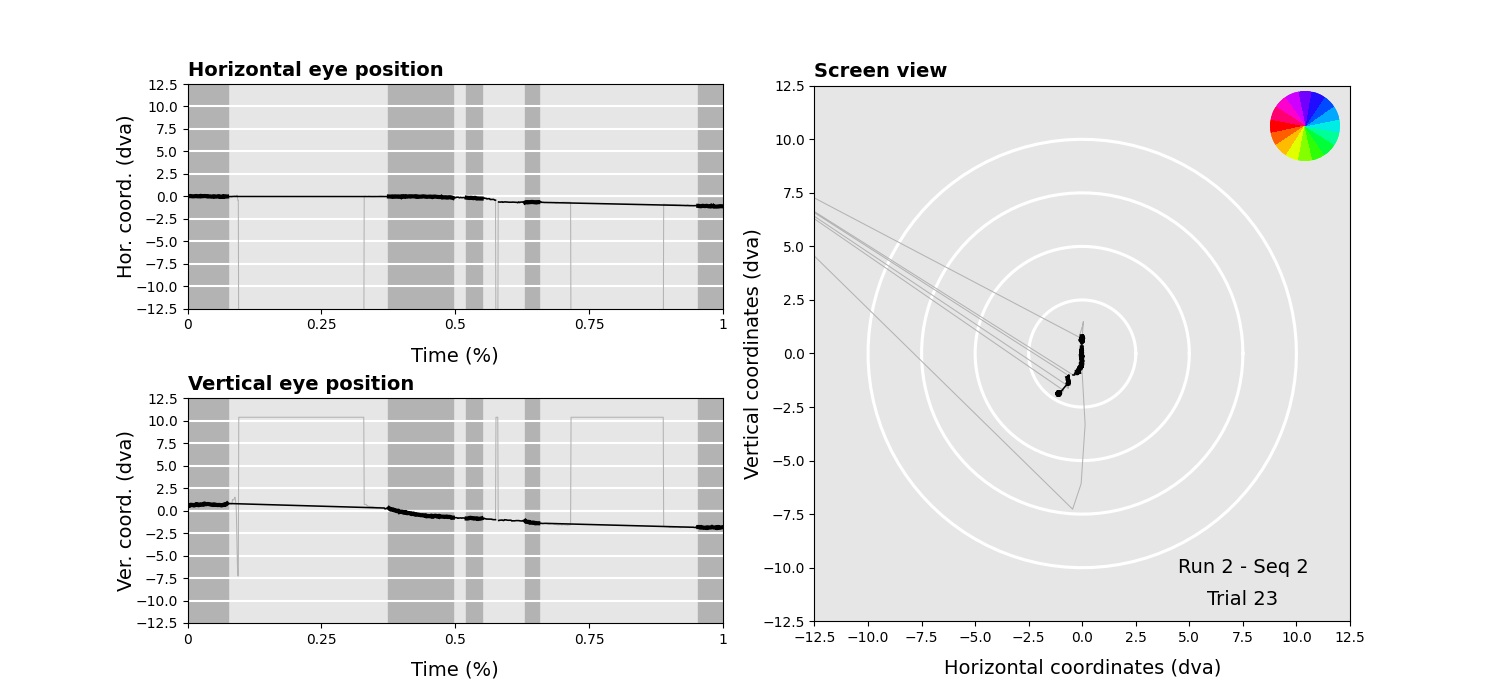 Horizontal eye position
12.5
10.0
7.5
5.0
2.5
0.0
−2.5
−5.0
−7.5
−10.0
−12.5
Hor. coord. (dva)
0 0.25 0.5 0.75 1
Time (%)
Vertical eye position
12.5
10.0
7.5
5.0
2.5
0.0
−2.5
−5.0
−7.5
−10.0
−12.5
Ver. coord. (dva)
0 0.25 0.5 0.75 1
Time (%)
Screen view
12.5
10.0
7.5
5.0
2.5
0.0
−2.5
−5.0
−7.5
−10.0
−12.5
Vertical coordinates (dva)
Run 2 - Seq 2
Trial 23
−12.5 −10.0 −7.5 −5.0 −2.5 0.0 2.5 5.0 7.5 10.0 12.5
Horizontal coordinates (dva)